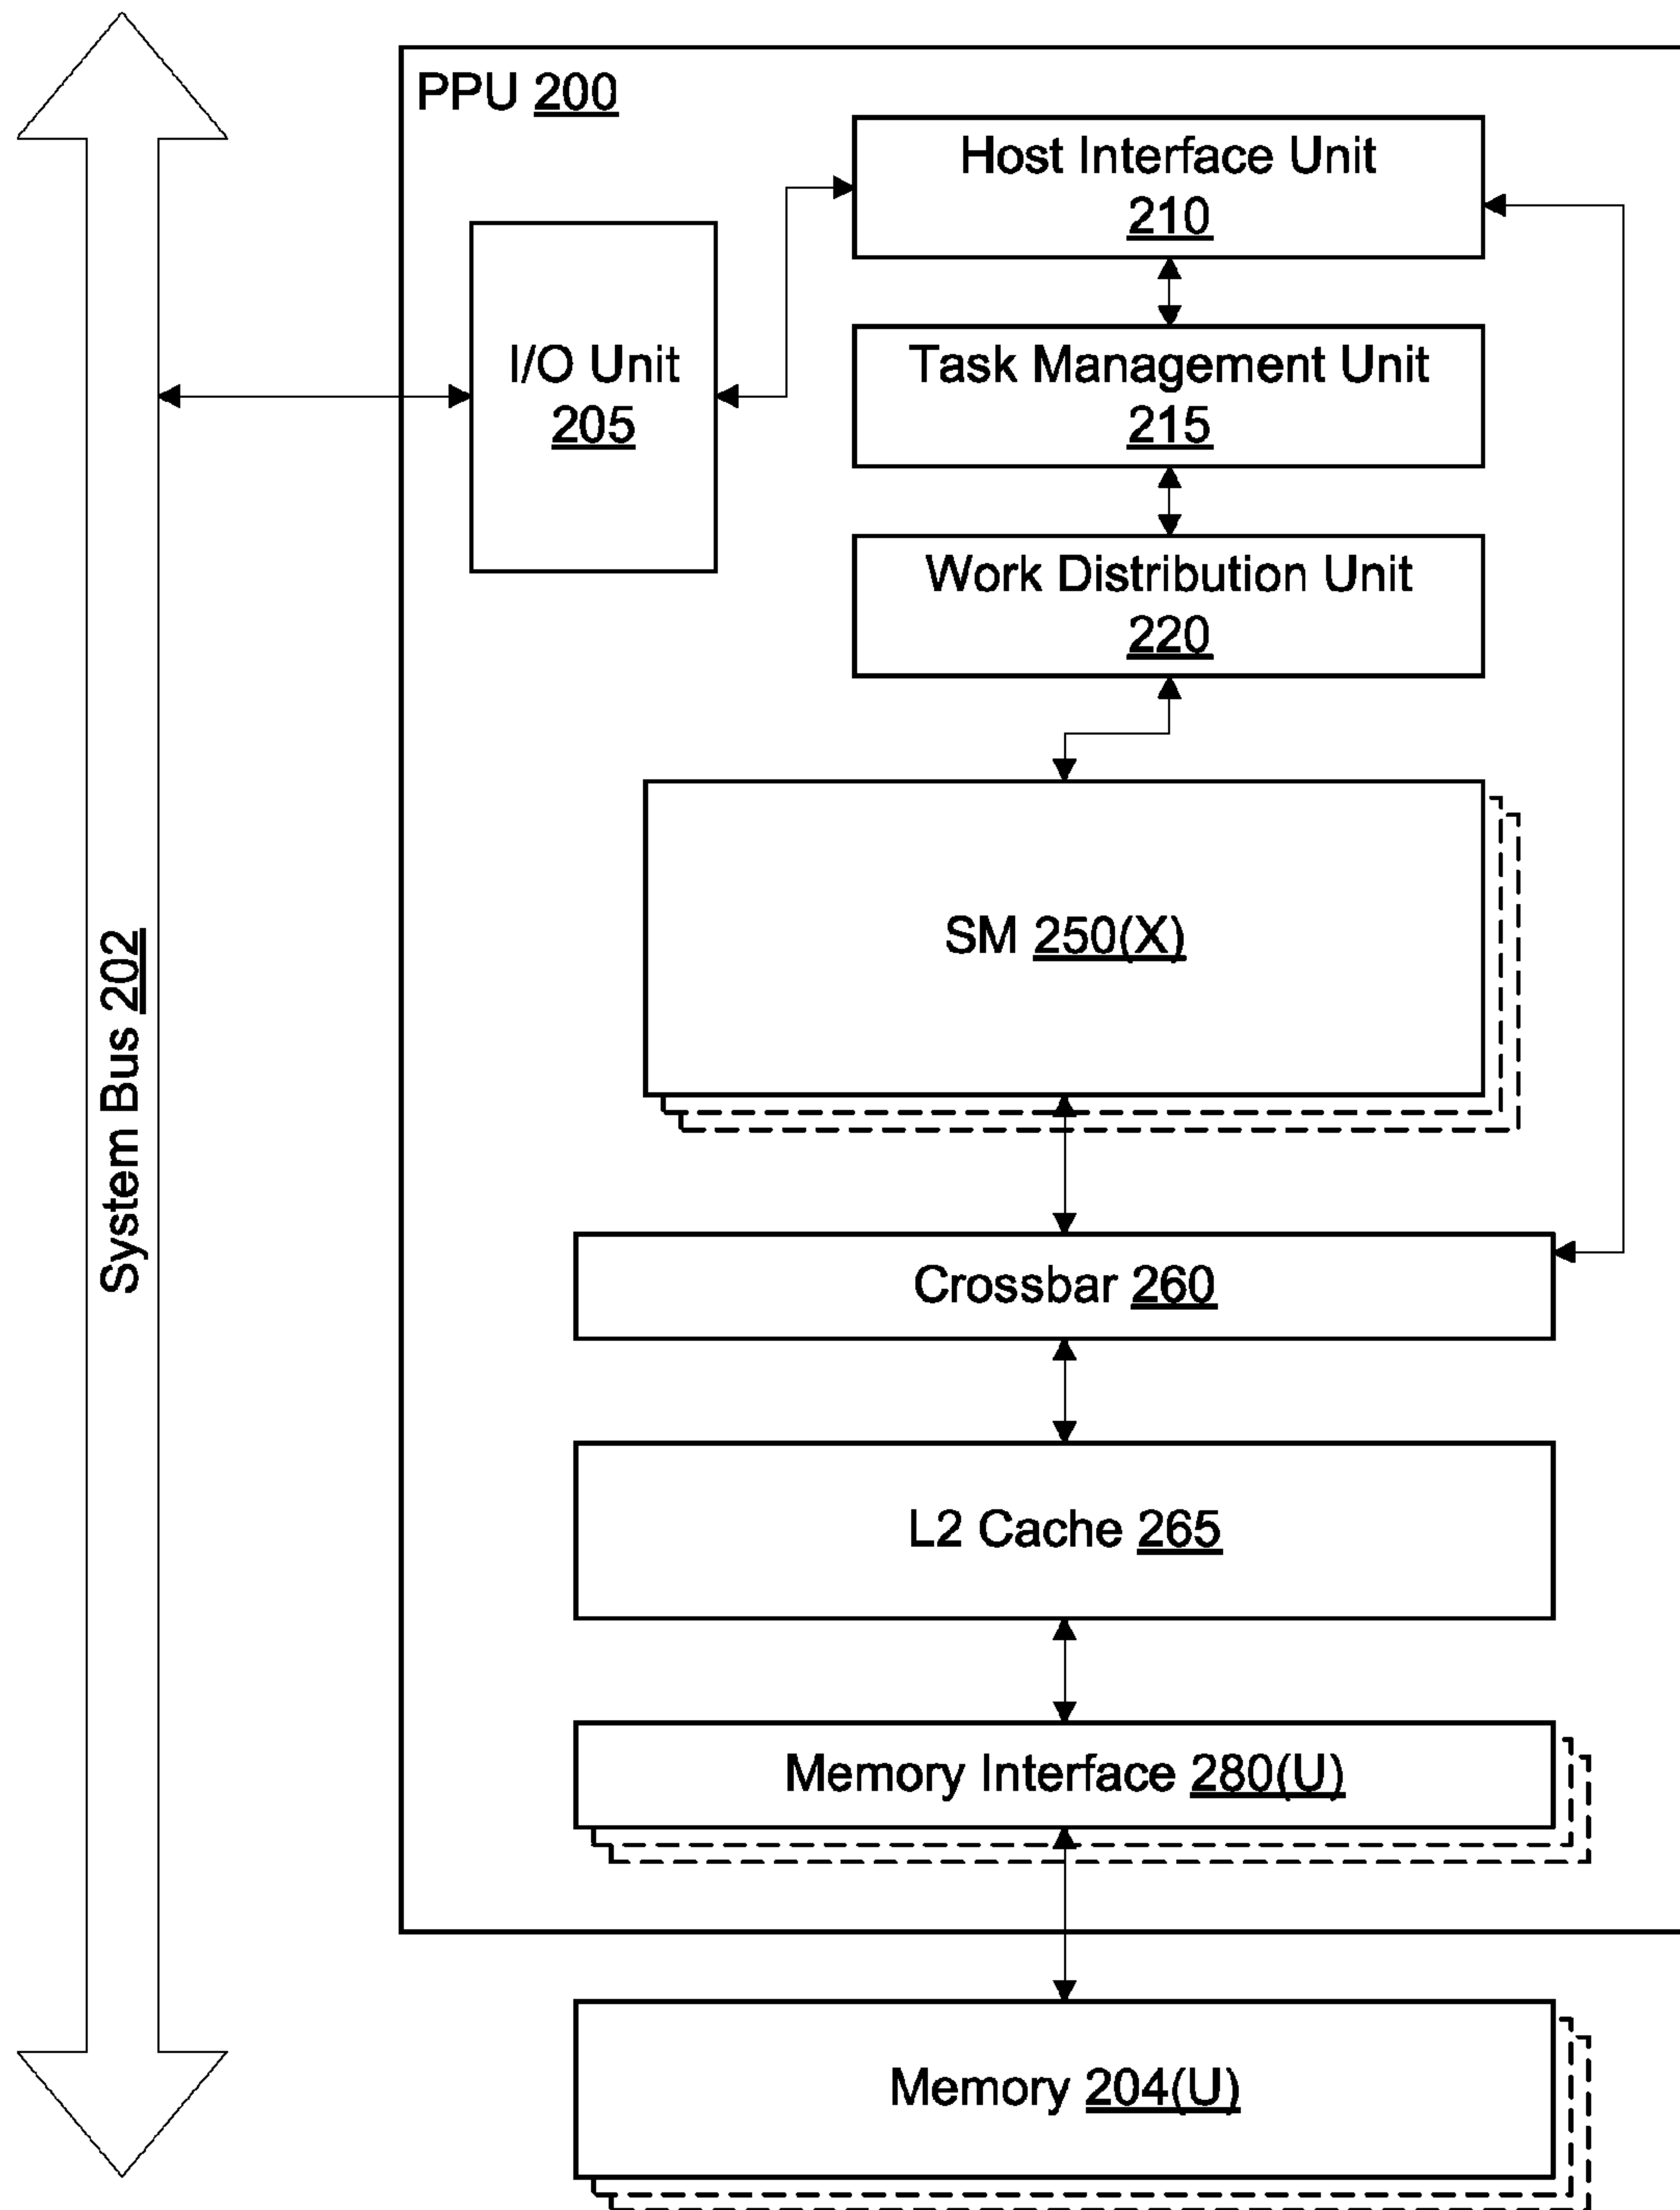 PPU 200
Host Interface Unit
210
I/O Unit
205
Task Management Unit
215
Work Distribution Unit
220
SM 250(X)
System Bus 202
Crossbar 260
L2 Cache 265
Memory Interface 280(U)
Memory 204(U)